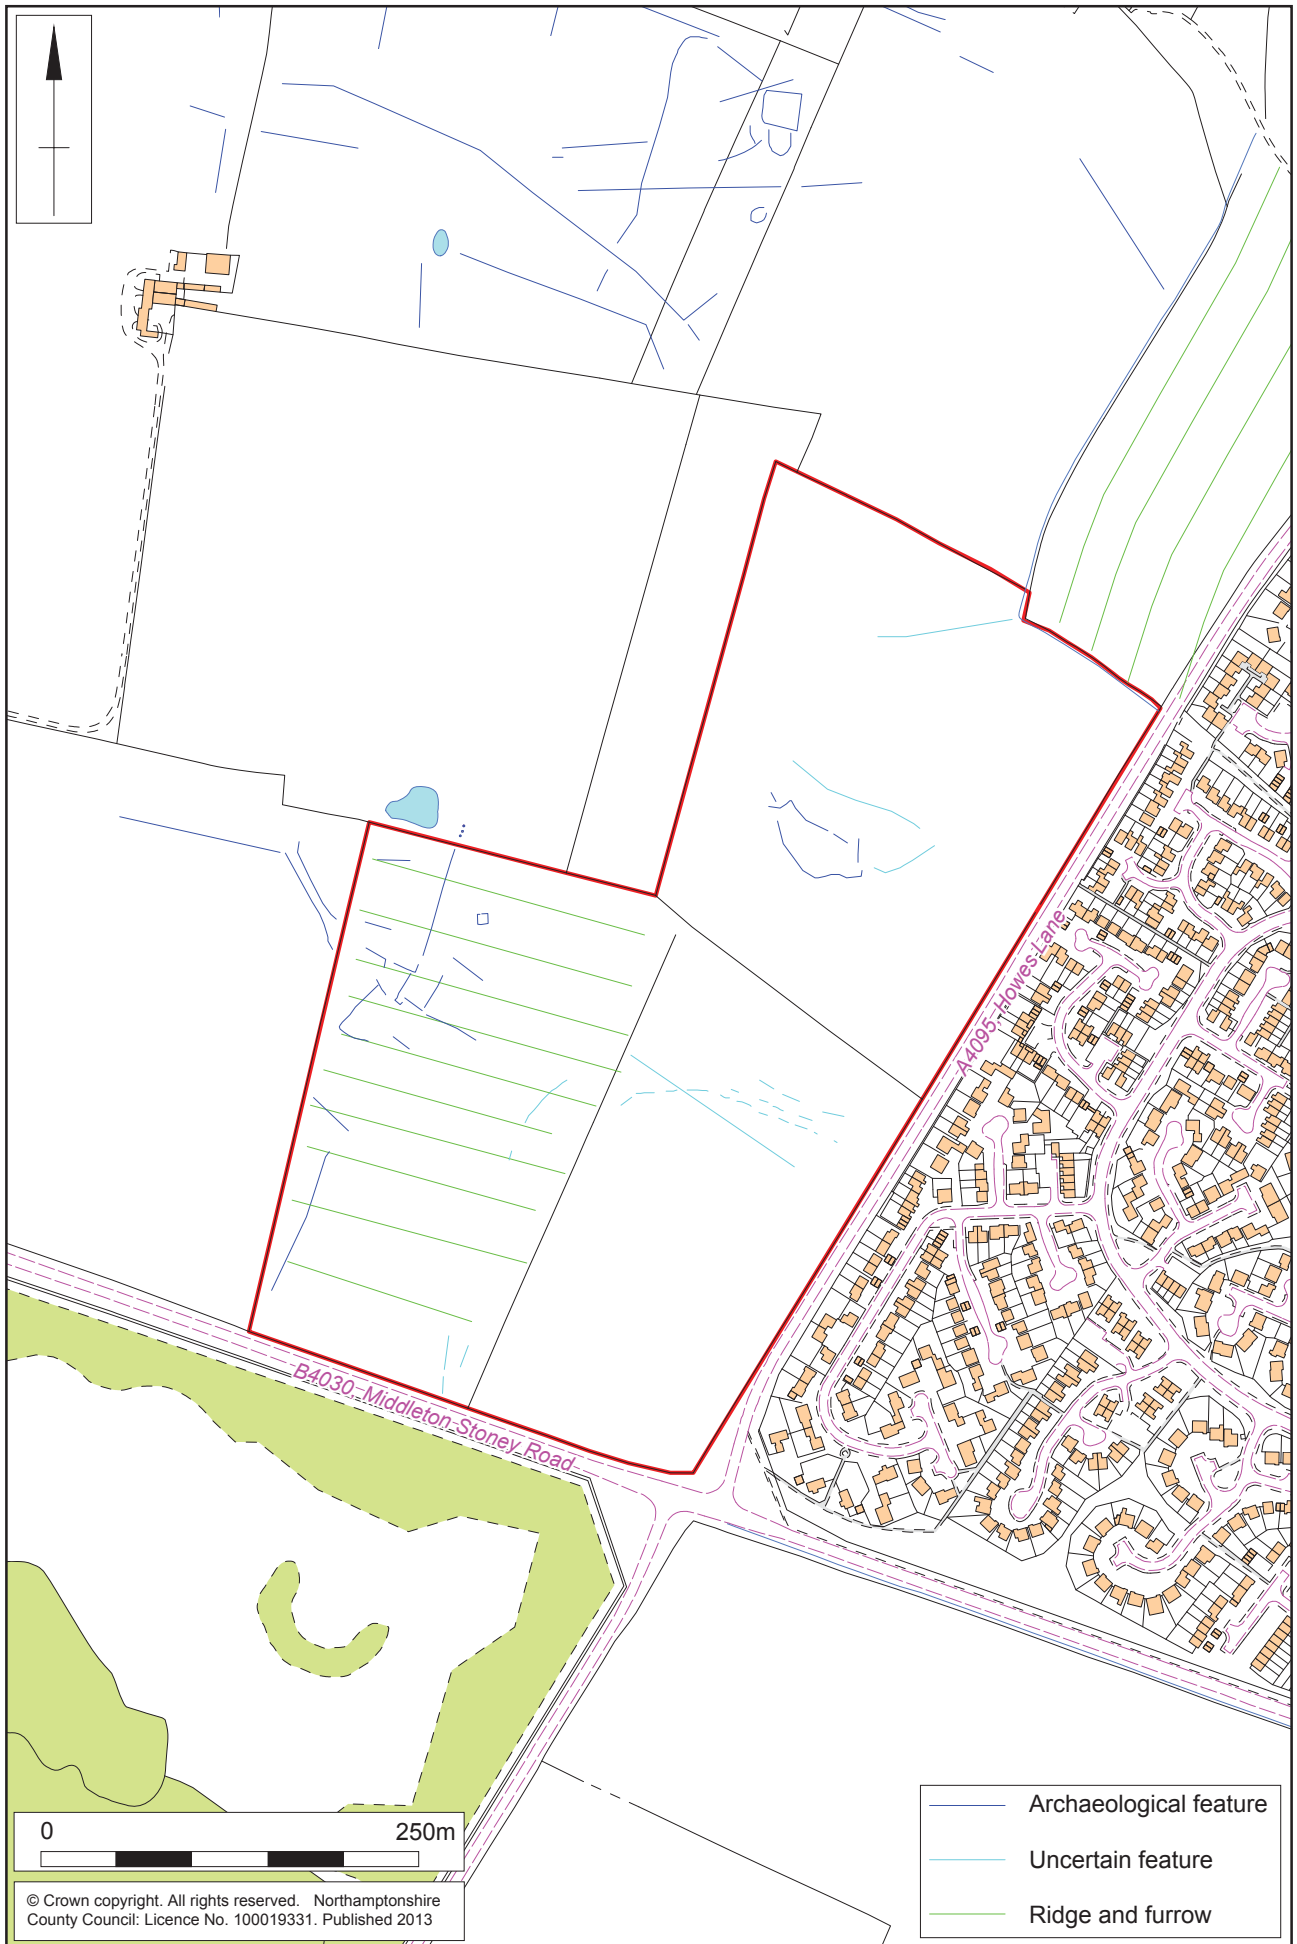 A4095, Howes Lane
B4030, Middleton Stoney Road
0 250m
© Crown copyright. All rights reserved. Northamptonshire
County Council: Licence No. 100019331. Published 2013
Archaeological feature
Uncertain feature
Ridge and furrow